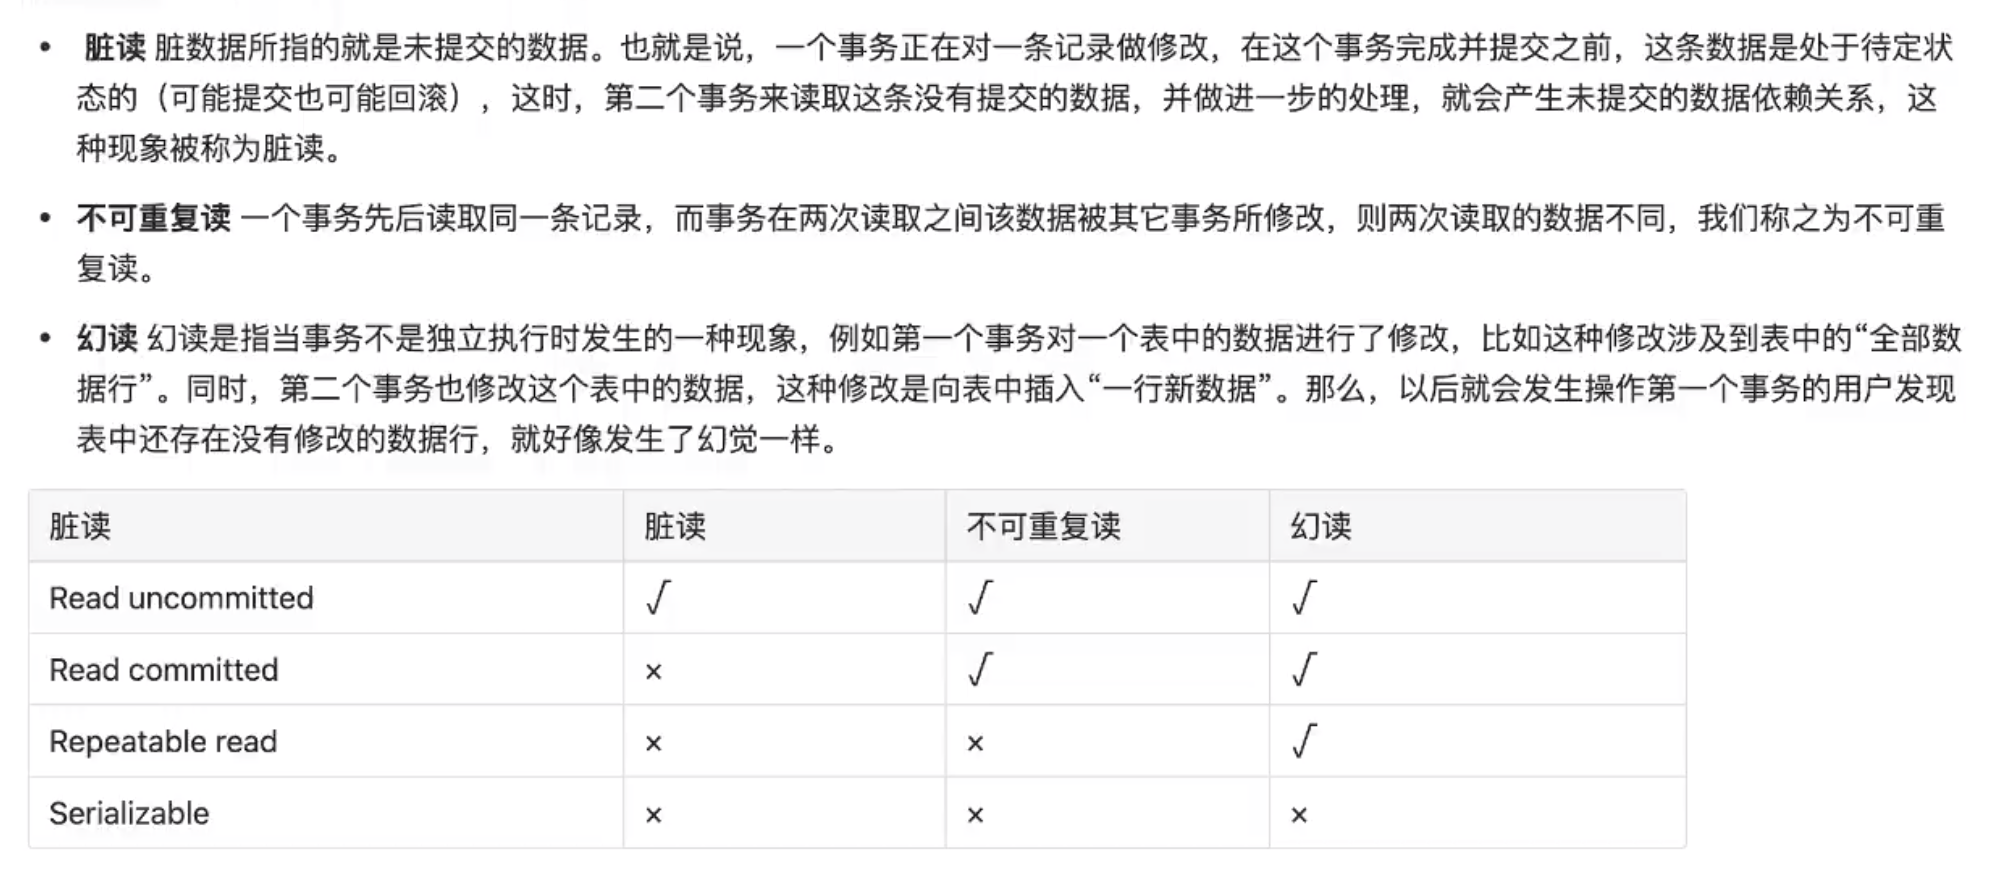 • 脏读 脏数据所指的就是未提交的数据。也就是说，一个事务正在对一条记录做修改，在这个事务完成并提交之前，这条数据是处于待定状
态的（可能提交也可能回滚），这时，第二个事务来读取这条没有提交的数据，并做进一步的处理，就会产生未提交的数据依赖关系，这
种现象被称为脏读。
• 不可重复读 一个事务先后读取同一条记录，而事务在两次读取之间该数据被其它事务所修改，则两次读取的数据不同，我们称之为不可重
复读。
• 幻读 幻读是指当事务不是独立执行时发生的一种现象，例如第一个事务对一个表中的数据进行了修改，比如这种修改涉及到表中的“全部数
据行”。同时，第二个事务也修改这个表中的数据，这种修改是向表中插入“一行新数据”。那么，以后就会发生操作第一个事务的用户发现
表中还存在没有修改的数据行，就好像发生了幻觉一样。
脏读 脏读 不可重复读 幻读
Read uncommitted √ √ √
Read committed × √ √
Repeatable read × × √
Serializable × × ×